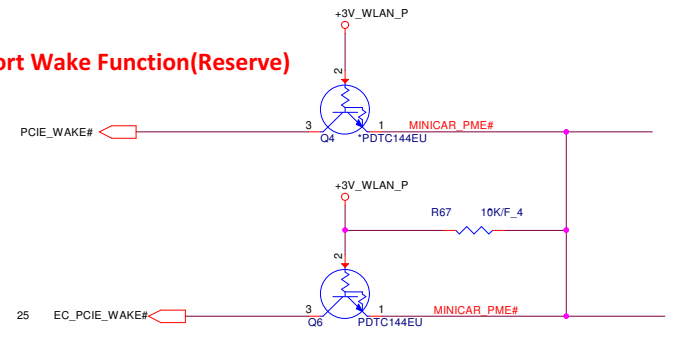 +3V_WLAN_P
ort Wake Function(Reserve)
2
PCIE_WAKE#
3
1
MINICAR_PME#
Q4
*PDTC144EU
+3V_WLAN_P
R67
10K/F_4
2
25
EC_PCIE_WAKE#
3
1
MINICAR_PME#
Q6
PDTC144EU